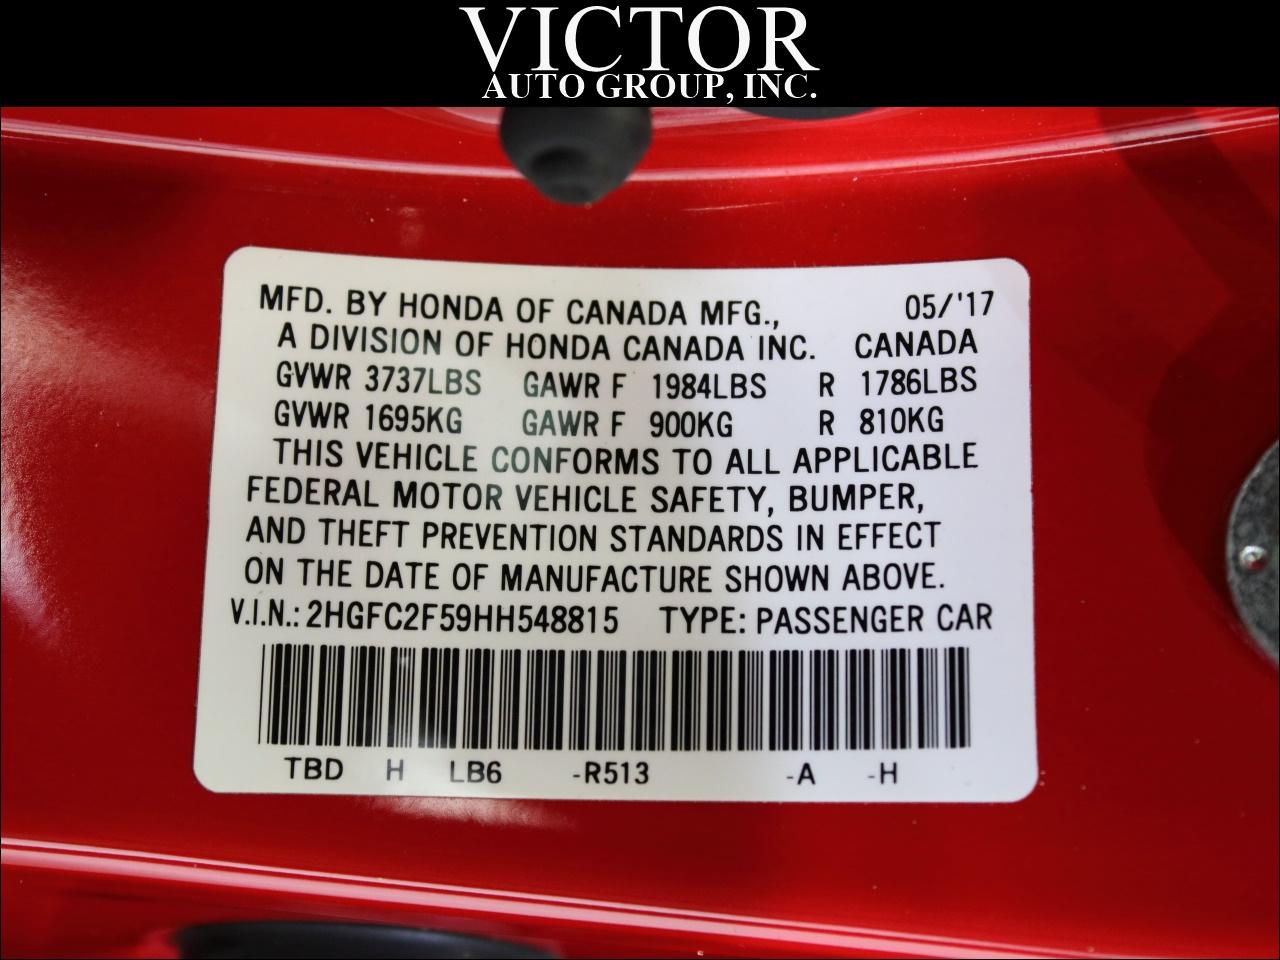 VICTOR
AUTO GROUP, INC.
MFD. BY HONDA OF CANADA MFG., 05/'17
A DIVISION OF HONDA CANADA INC. CANADA
GVWR 3737LBS GAWR F 1984LBS R 1786LBS
GVWR 1695KG GAWR F 900KG R 810KG
THIS VEHICLE CONFORMS TO ALL APPLICABLE
FEDERAL MOTOR VEHICLE SAFETY, BUMPER,
AND THEFT PREVENTION STANDARDS IN EFFECT
ON THE DATE OF MANUFACTURE SHOWN ABOVE.
V.I.N.: 2HGFC2F59HH548815 TYPE: PASSENGER CAR
TBD H LB6 -R513 -A -H